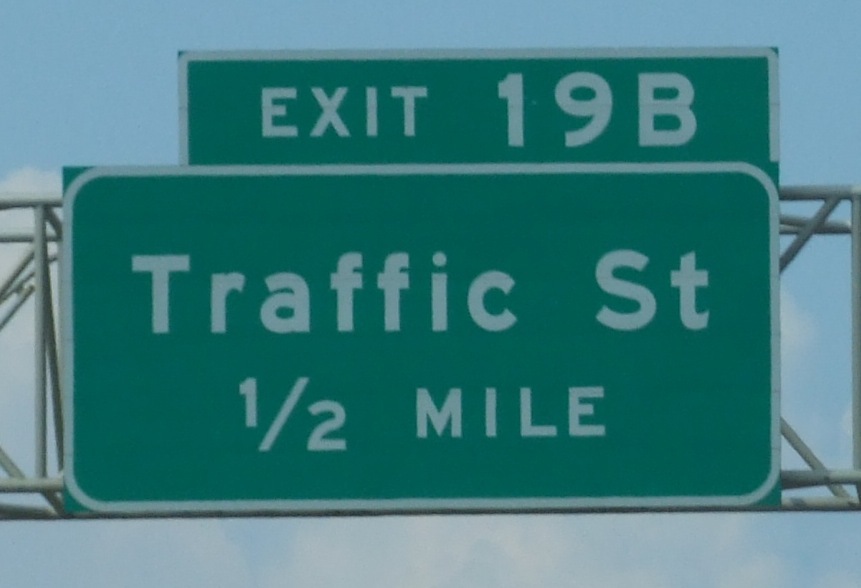 EXIT 19B
Traffic St
1/2 MILE